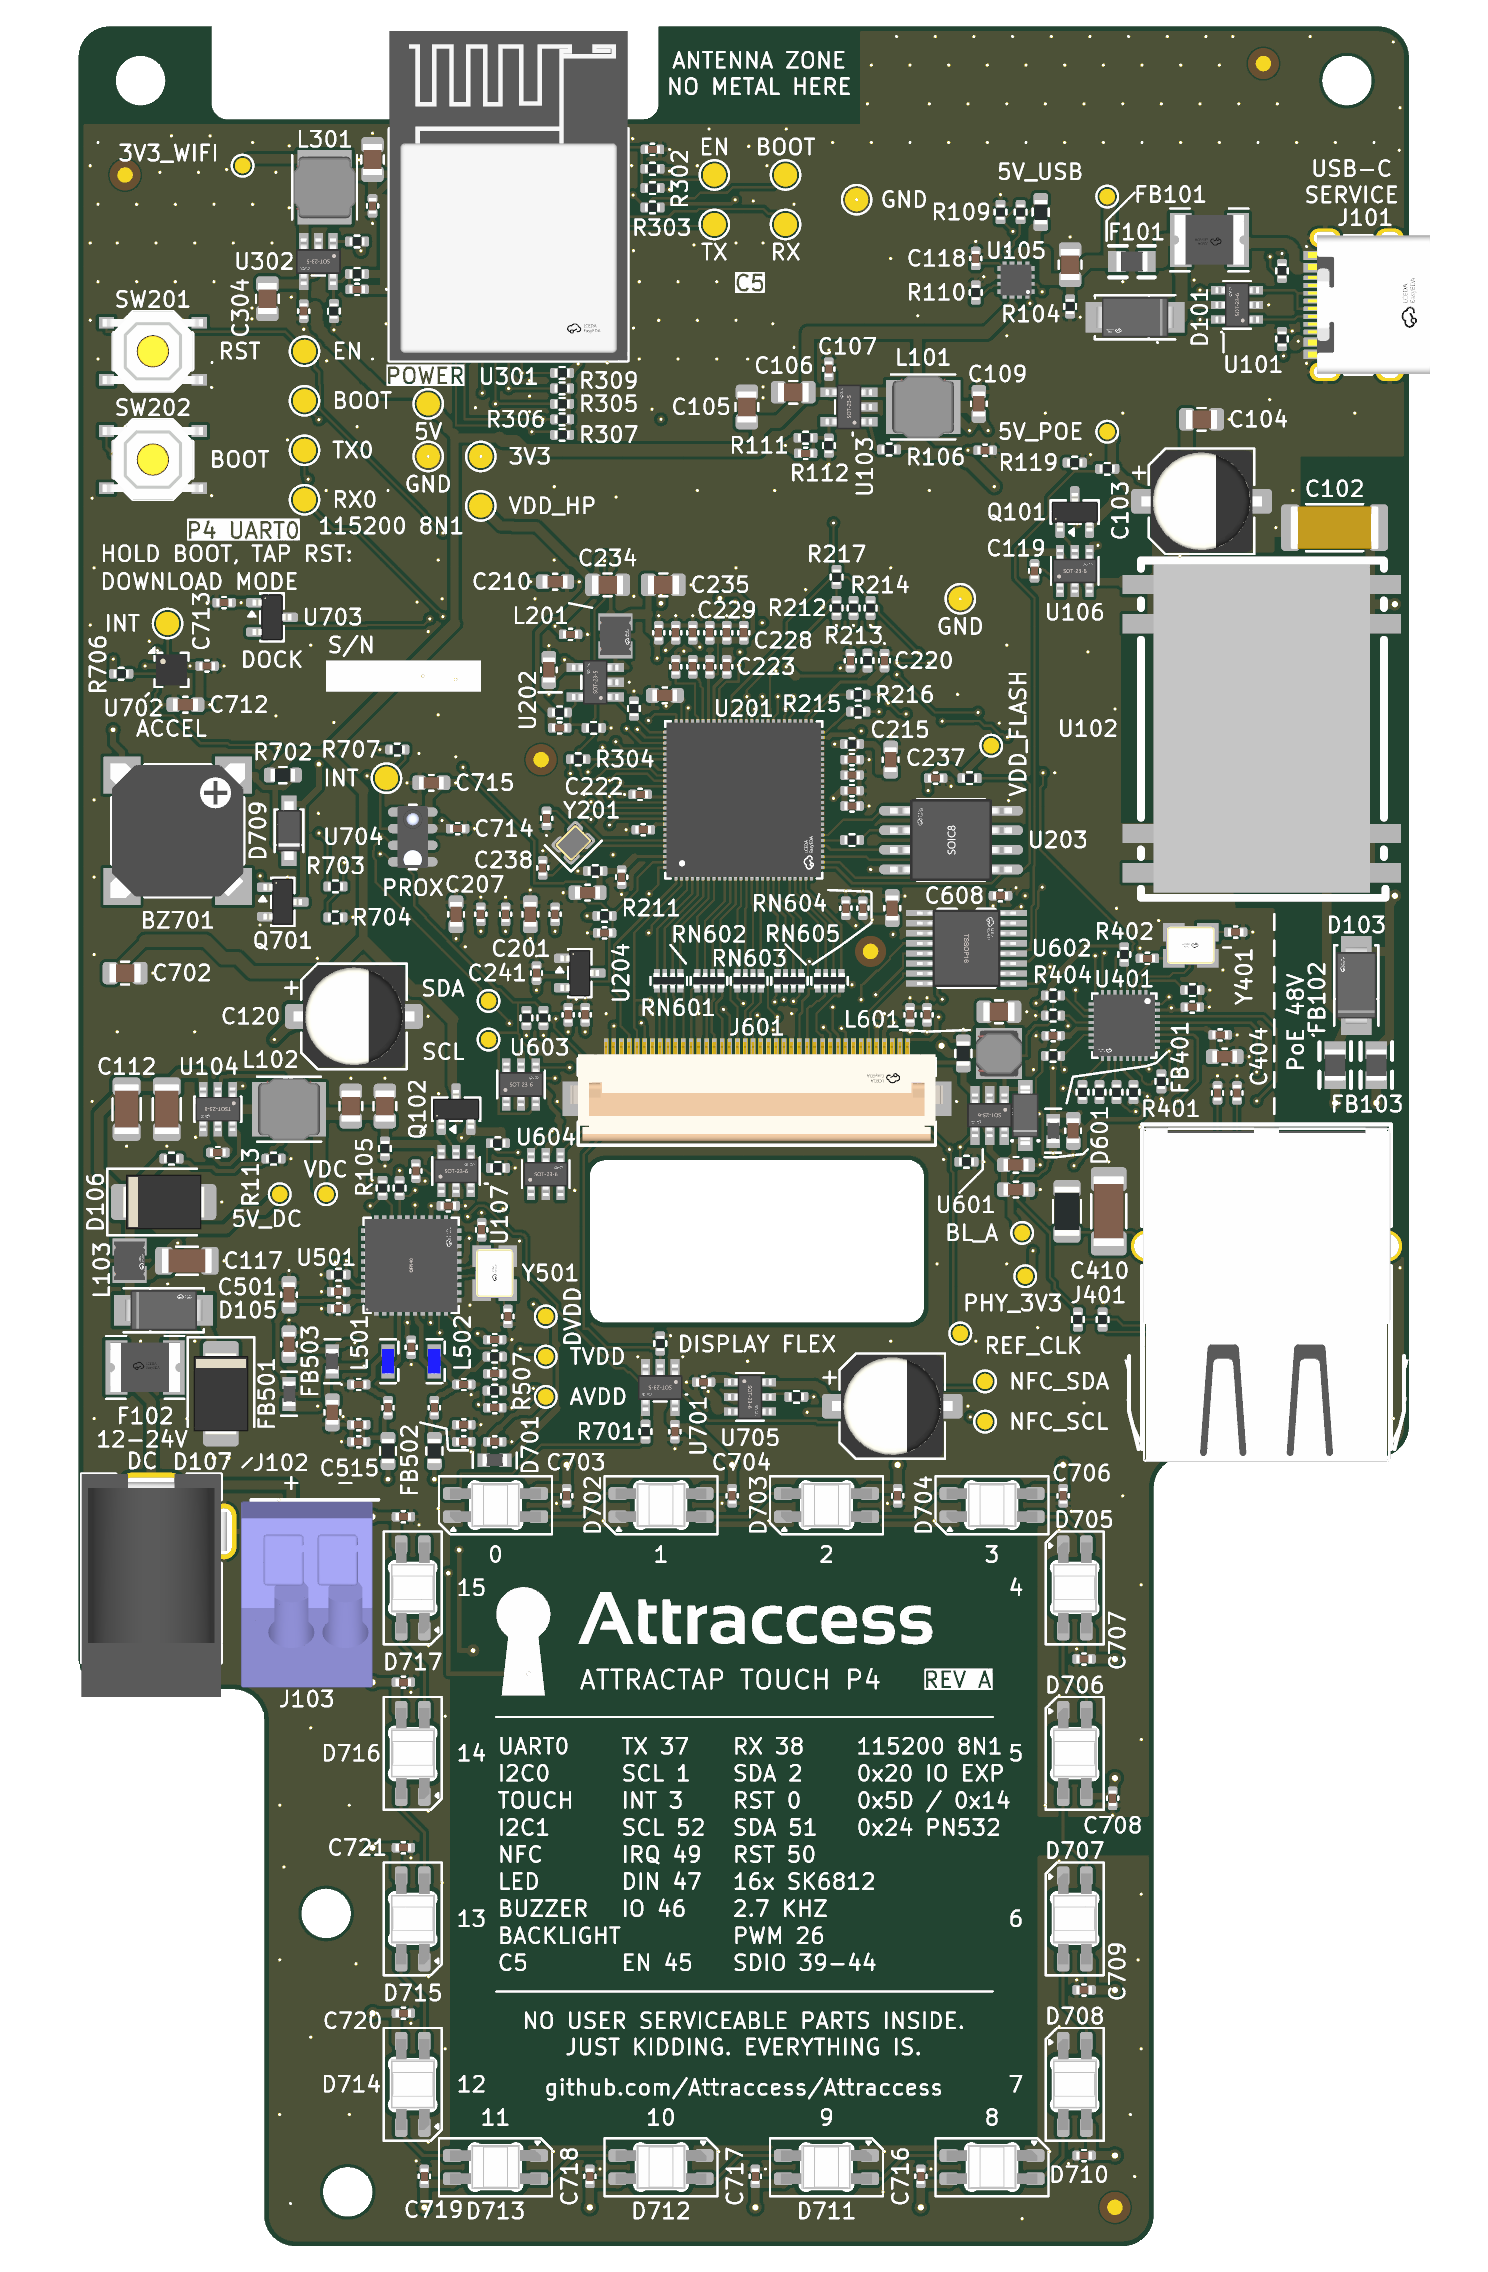 ANTENNA ZONE
NO METAL HERE
L301
3V3_WIFI
EN
BOOT
R302
R303
TX
RX
GND
5V_USB
USB-C
SERVICE
J101
FB101
R109
F101
U105
C118
R110
R104
D101
U101
C5
U302
C304
SW201
RST
EN
SW202
BOOT
BOOT
TX0
RX0
POWER
U301
5V
GND
3V3
VDD_HP
R309
R305
R306
R307
C107
C106
L101
C105
C109
R111
R112
U103
R106
5V_POE
C104
R119
C103
C102
Q101
C119
U106
P4 UART0
115200 8N1
HOLD BOOT, TAP RST:
DOWNLOAD MODE
INT
C713
U703
DOCK
S/N
R706
U702
C712
ACCEL
C210
C234
C235
L201
C229
C228
C223
U202
R217
R214
R212
R213
C220
GND
R215
R216
C215
C237
VDD_FLASH
U102
U201
R702
R707
INT
C715
R304
C222
Y201
D709
U704
C714
C238
R703
PROX
BZ701
R704
Q701
C207
R211
SOIC8
U203
C608
RN604
RN602
RN605
RN603
RN601
C201
C241
U204
TSSOP16
U602
R402
R404
U401
Y401
D103
PoE 48V
FB102
C702
C120
SDA
SCL
U603
J601
L601
FB401
C404
R401
FB103
C112
U104
L102
Q102
U604
D601
D106
R113
VDC
5V_DC
R105
U107
U601
BL_A
L103
C117
U501
C501
D105
Y501
C410
PHY_3V3
J401
DVDD
DISPLAY FLEX
REF_CLK
FB503
L501
L502
R507
TVDD
AVDD
F102
FB501
R701
U701
U705
NFC_SDA
NFC_SCL
12-24V
DC
D107
J102
+ −
C515
FB502
D701
C703
D702
C704
D703
D704
C706
D705
0
1
2
3
4
15
C707
D717
J103
Attraccess
ATTRACTAP TOUCH P4 REV A
D706
D716
14
5
UART0 TX 37 RX 38 115200 8N1
I2C0 SCL 1 SDA 2 0x20 IO EXP
TOUCH INT 3 RST 0 0x5D / 0x14
I2C1 SCL 52 SDA 51 0x24 PN532
NFC IRQ 49 RST 50
LED DIN 47 16x SK6812
BUZZER IO 46 2.7 KHZ
BACKLIGHT PWM 26
C5 EN 45 SDIO 39-44
C708
C721
D707
13
6
C709
D715
C720
D708
NO USER SERVICEABLE PARTS INSIDE.
JUST KIDDING. EVERYTHING IS.
github.com/Attraccess/Attraccess
D714
12
7
11
10
9
8
C718
C717
C716
D710
C719
D713
D712
D711